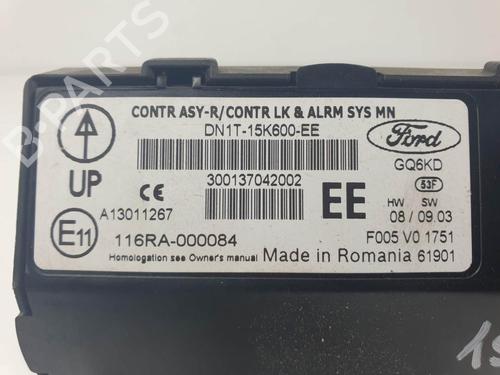 CONTR ASY-R/CONTR LK & ALRM SYS MN
DN1T-15K600-EE
Ford
GQ6KD
53F
UP
CE
300137042002
EE
HW SW
08 / 09.03
A13011267
E11
116RA-000084
F005 V0 1751
Homologation see Owner's manual
Made in Romania 61901
B-PARTS